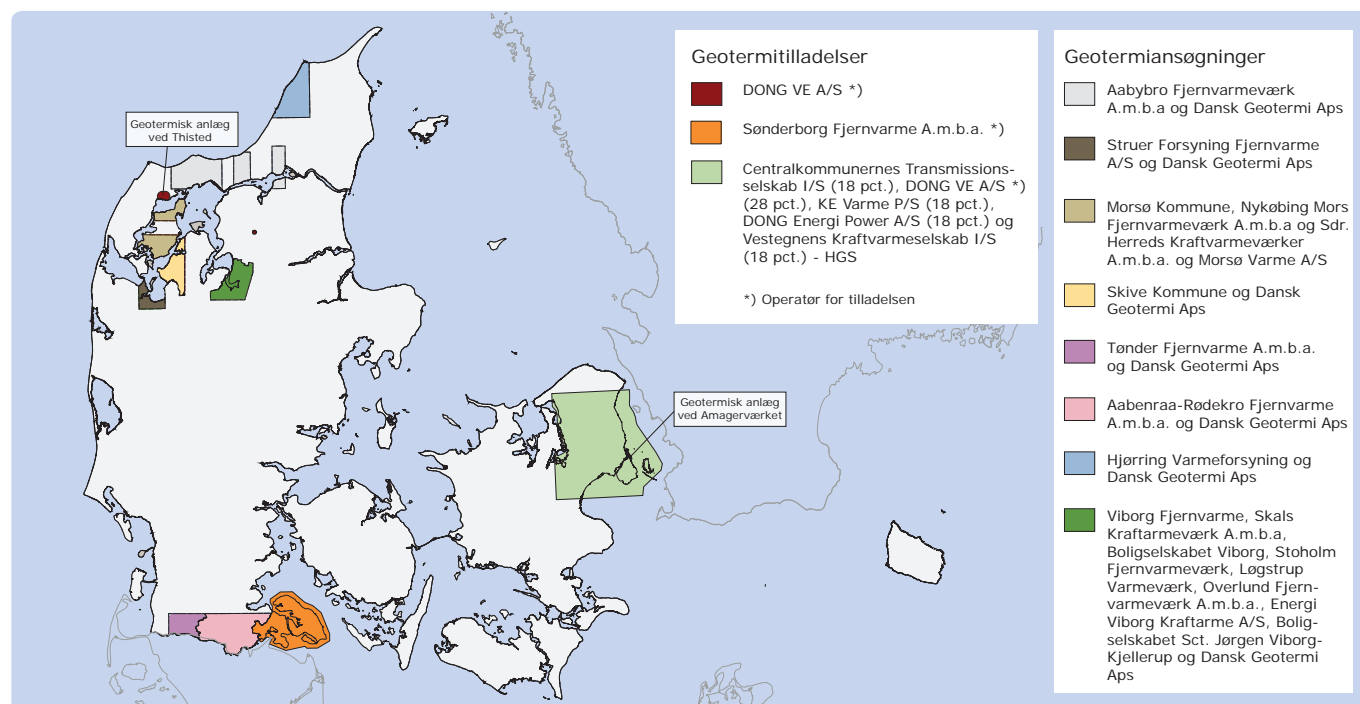 Geotermisk anlæg
ved Thisted
Geotermisk anlæg
ved Amagerværket
Geotermitilladelser
DONG VE A/S *)
Sønderborg Fjernvarme A.m.b.a. *)
Centralkommunernes Transmissions-
selskab I/S (18 pct.), DONG VE A/S *)
(28 pct.), KE Varme P/S (18 pct.),
DONG Energi Power A/S (18 pct.) og
Vestegnens Kraftvarmeselskab I/S
(18 pct.) - HGS
*) Operatør for tilladelsen
Geotermiansøgninger
Aabybro Fjernvarmeværk
A.m.b.a og Dansk Geotermi Aps
Struer Forsyning Fjernvarme
A/S og Dansk Geotermi Aps
Morsø Kommune, Nykøbing Mors
Fjernvarmeværk A.m.b.a og Sdr.
Herreds Kraftvarmeværker
A.m.b.a. og Morsø Varme A/S
Skive Kommune og Dansk
Geotermi Aps
Tønder Fjernvarme A.m.b.a.
og Dansk Geotermi Aps
Aabenraa-Rødekro Fjernvarme
A.m.b.a. og Dansk Geotermi Aps
Hjørring Varmeforsyning og
Dansk Geotermi Aps
Viborg Fjernvarme, Skals
Kraftarmeværk A.m.b.a,
Boligselskabet Viborg, Stoholm
Fjernvarmeværk, Løgstrup
Varmeværk, Overlund Fjern-
varmeværk A.m.b.a., Energi
Viborg Kraftarme A/S, Bolig-
selskabet Sct. Jørgen Viborg-
Kjellerup og Dansk Geotermi
Aps